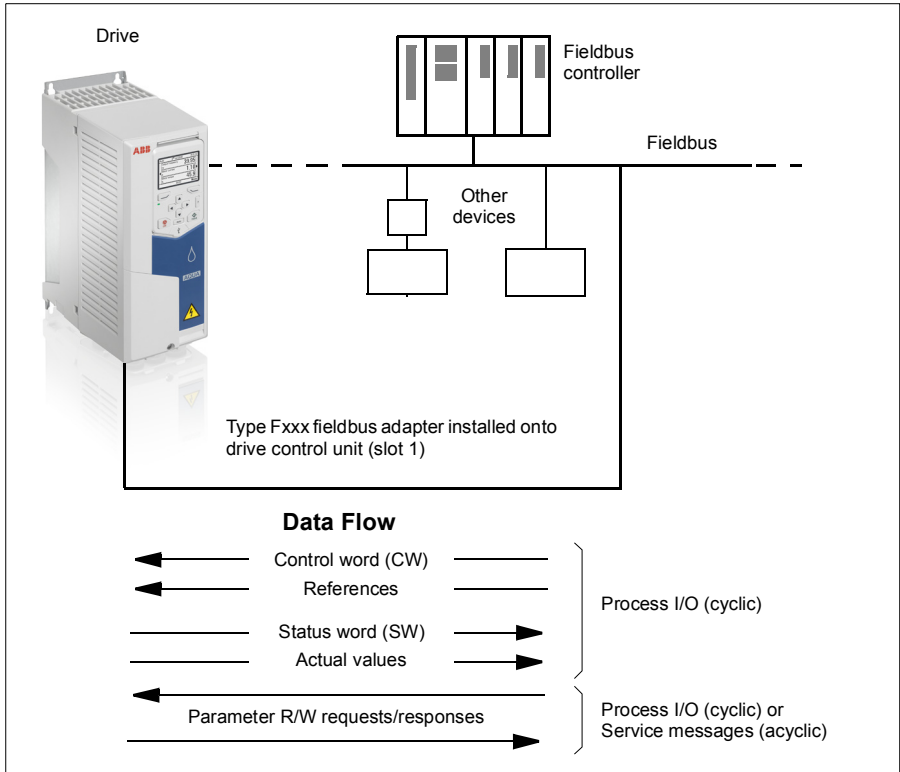 Drive
Fieldbus
controller
ABB
Fieldbus
Other
devices
AQUA
Type Fxxx fieldbus adapter installed onto
drive control unit (slot 1)
Data Flow
Control word (CW)
References
Process I/O (cyclic)
Status word (SW)
Actual values
Parameter R/W requests/responses
Process I/O (cyclic) or
Service messages (acyclic)